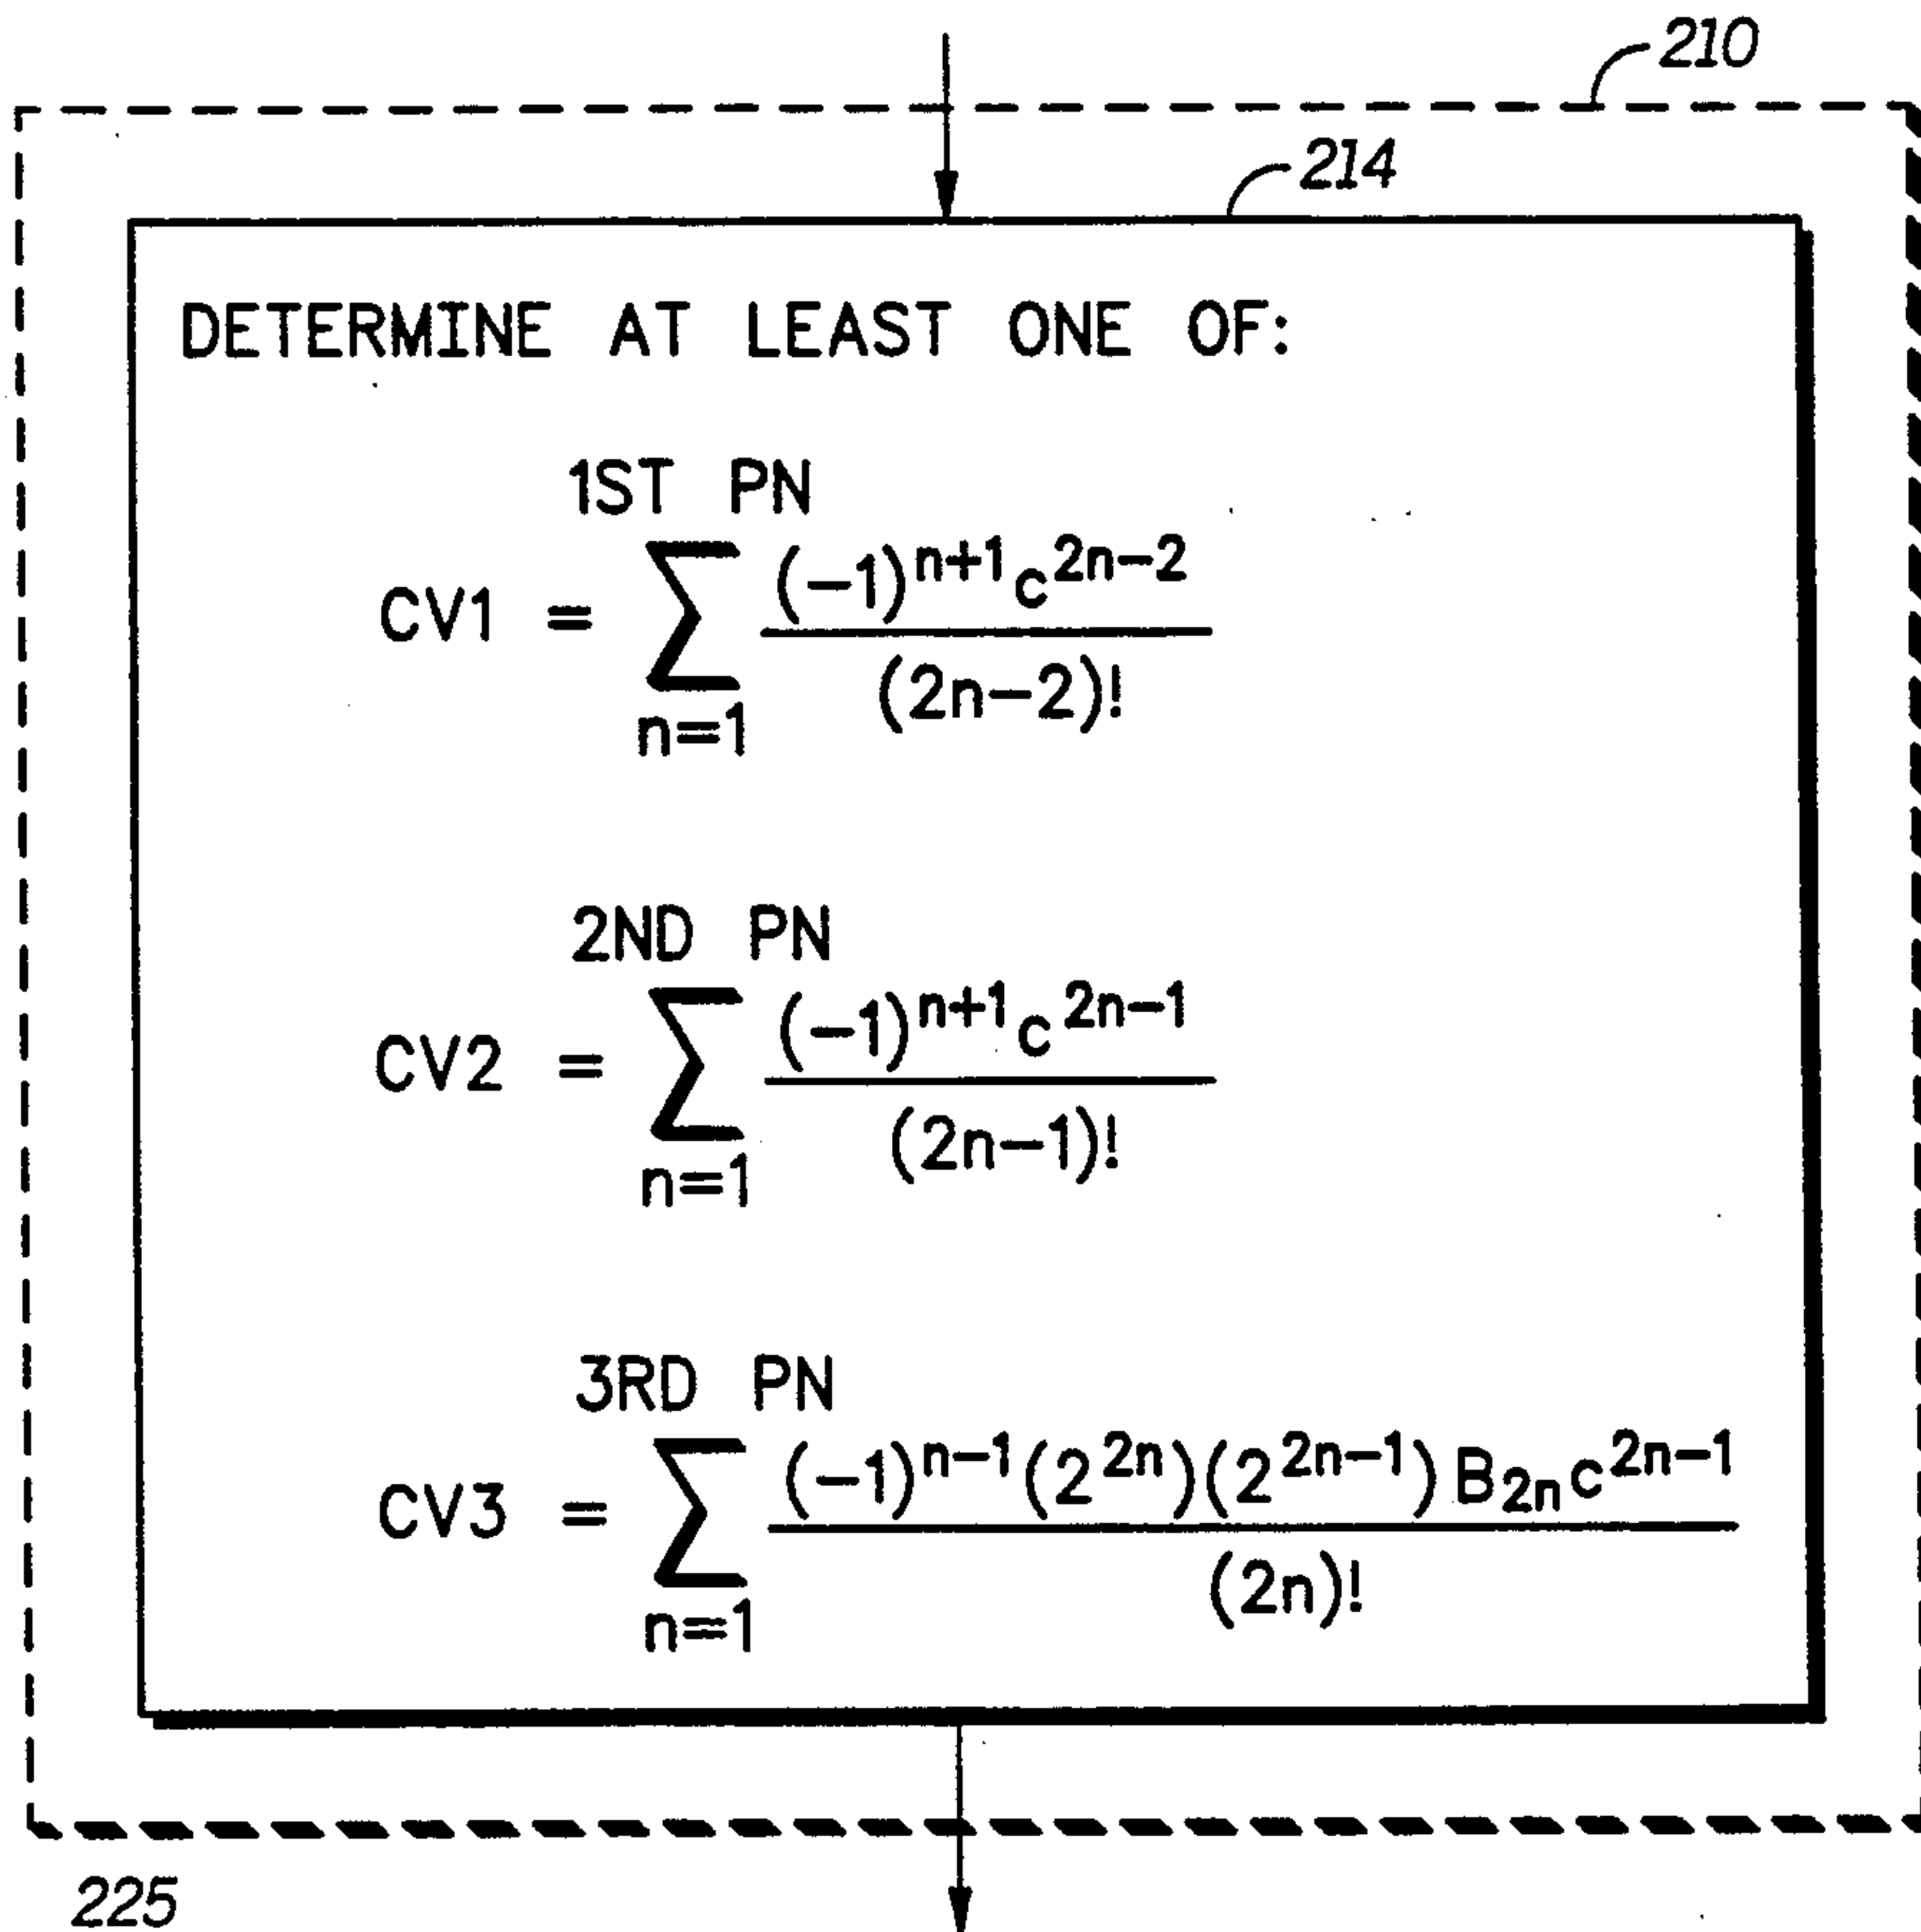 210
214
DETERMINE AT LEAST ONE OF:
1ST PN
CV1 = ∑ (-1)^{n+1} c^{2n-2} / (2n-2)!
n=1
2ND PN
CV2 = ∑ (-1)^{n+1} c^{2n-1} / (2n-1)!
n=1
3RD PN
CV3 = ∑ (-1)^{n-1} (2^{2n})(2^{2n-1}) B_{2n} c^{2n-1} / (2n)!
n=1
225